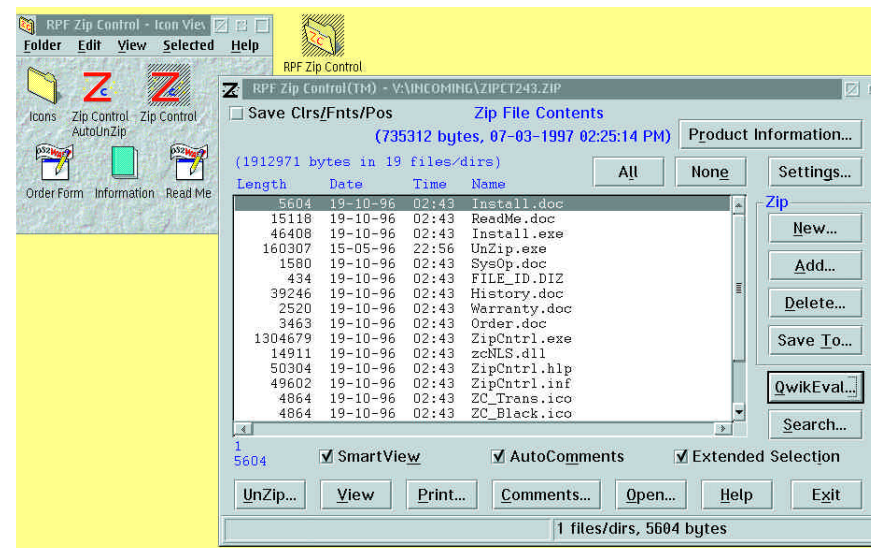 RPF Zip Control - Icon View
Folder Edit View Selected Help
Icons
Zip Control AutoUnZip
Zip Control
Order Form
Information
Read Me
RPF Zip Control
RPF Zip Control(TM) - V:\INCOMING\ZIPCT243.ZIP
Save Clrs/Fnts/Pos
Zip File Contents
(735312 bytes, 07-03-1997 02:25:14 PM)
Product Information...
(1912971 bytes in 19 files/dirs)
All
None
Settings...
Length Date Time Name
5604 19-10-96 02:43 Install.doc
15118 19-10-96 02:43 ReadMe.doc
46408 19-10-96 02:43 Install.exe
160307 15-05-96 22:56 UnZip.exe
1580 19-10-96 02:43 SysOp.doc
434 19-10-96 02:43 FILE_ID.DIZ
39246 19-10-96 02:43 History.doc
2520 19-10-96 02:43 Warranty.doc
3463 19-10-96 02:43 Order.doc
1304679 19-10-96 02:43 ZipCntrl.exe
14911 19-10-96 02:43 zcNLS.dll
50304 19-10-96 02:43 ZipCntrl.hlp
49602 19-10-96 02:43 ZipCntrl.inf
4864 19-10-96 02:43 ZC_Trans.ico
4864 19-10-96 02:43 ZC_Black.ico
Zip
New...
Add...
Delete...
Save To...
QwikEval...
Search...
1
5604
SmartView
AutoComments
Extended Selection
UnZip...
View
Print...
Comments...
Open...
Help
Exit
1 files/dirs, 5604 bytes